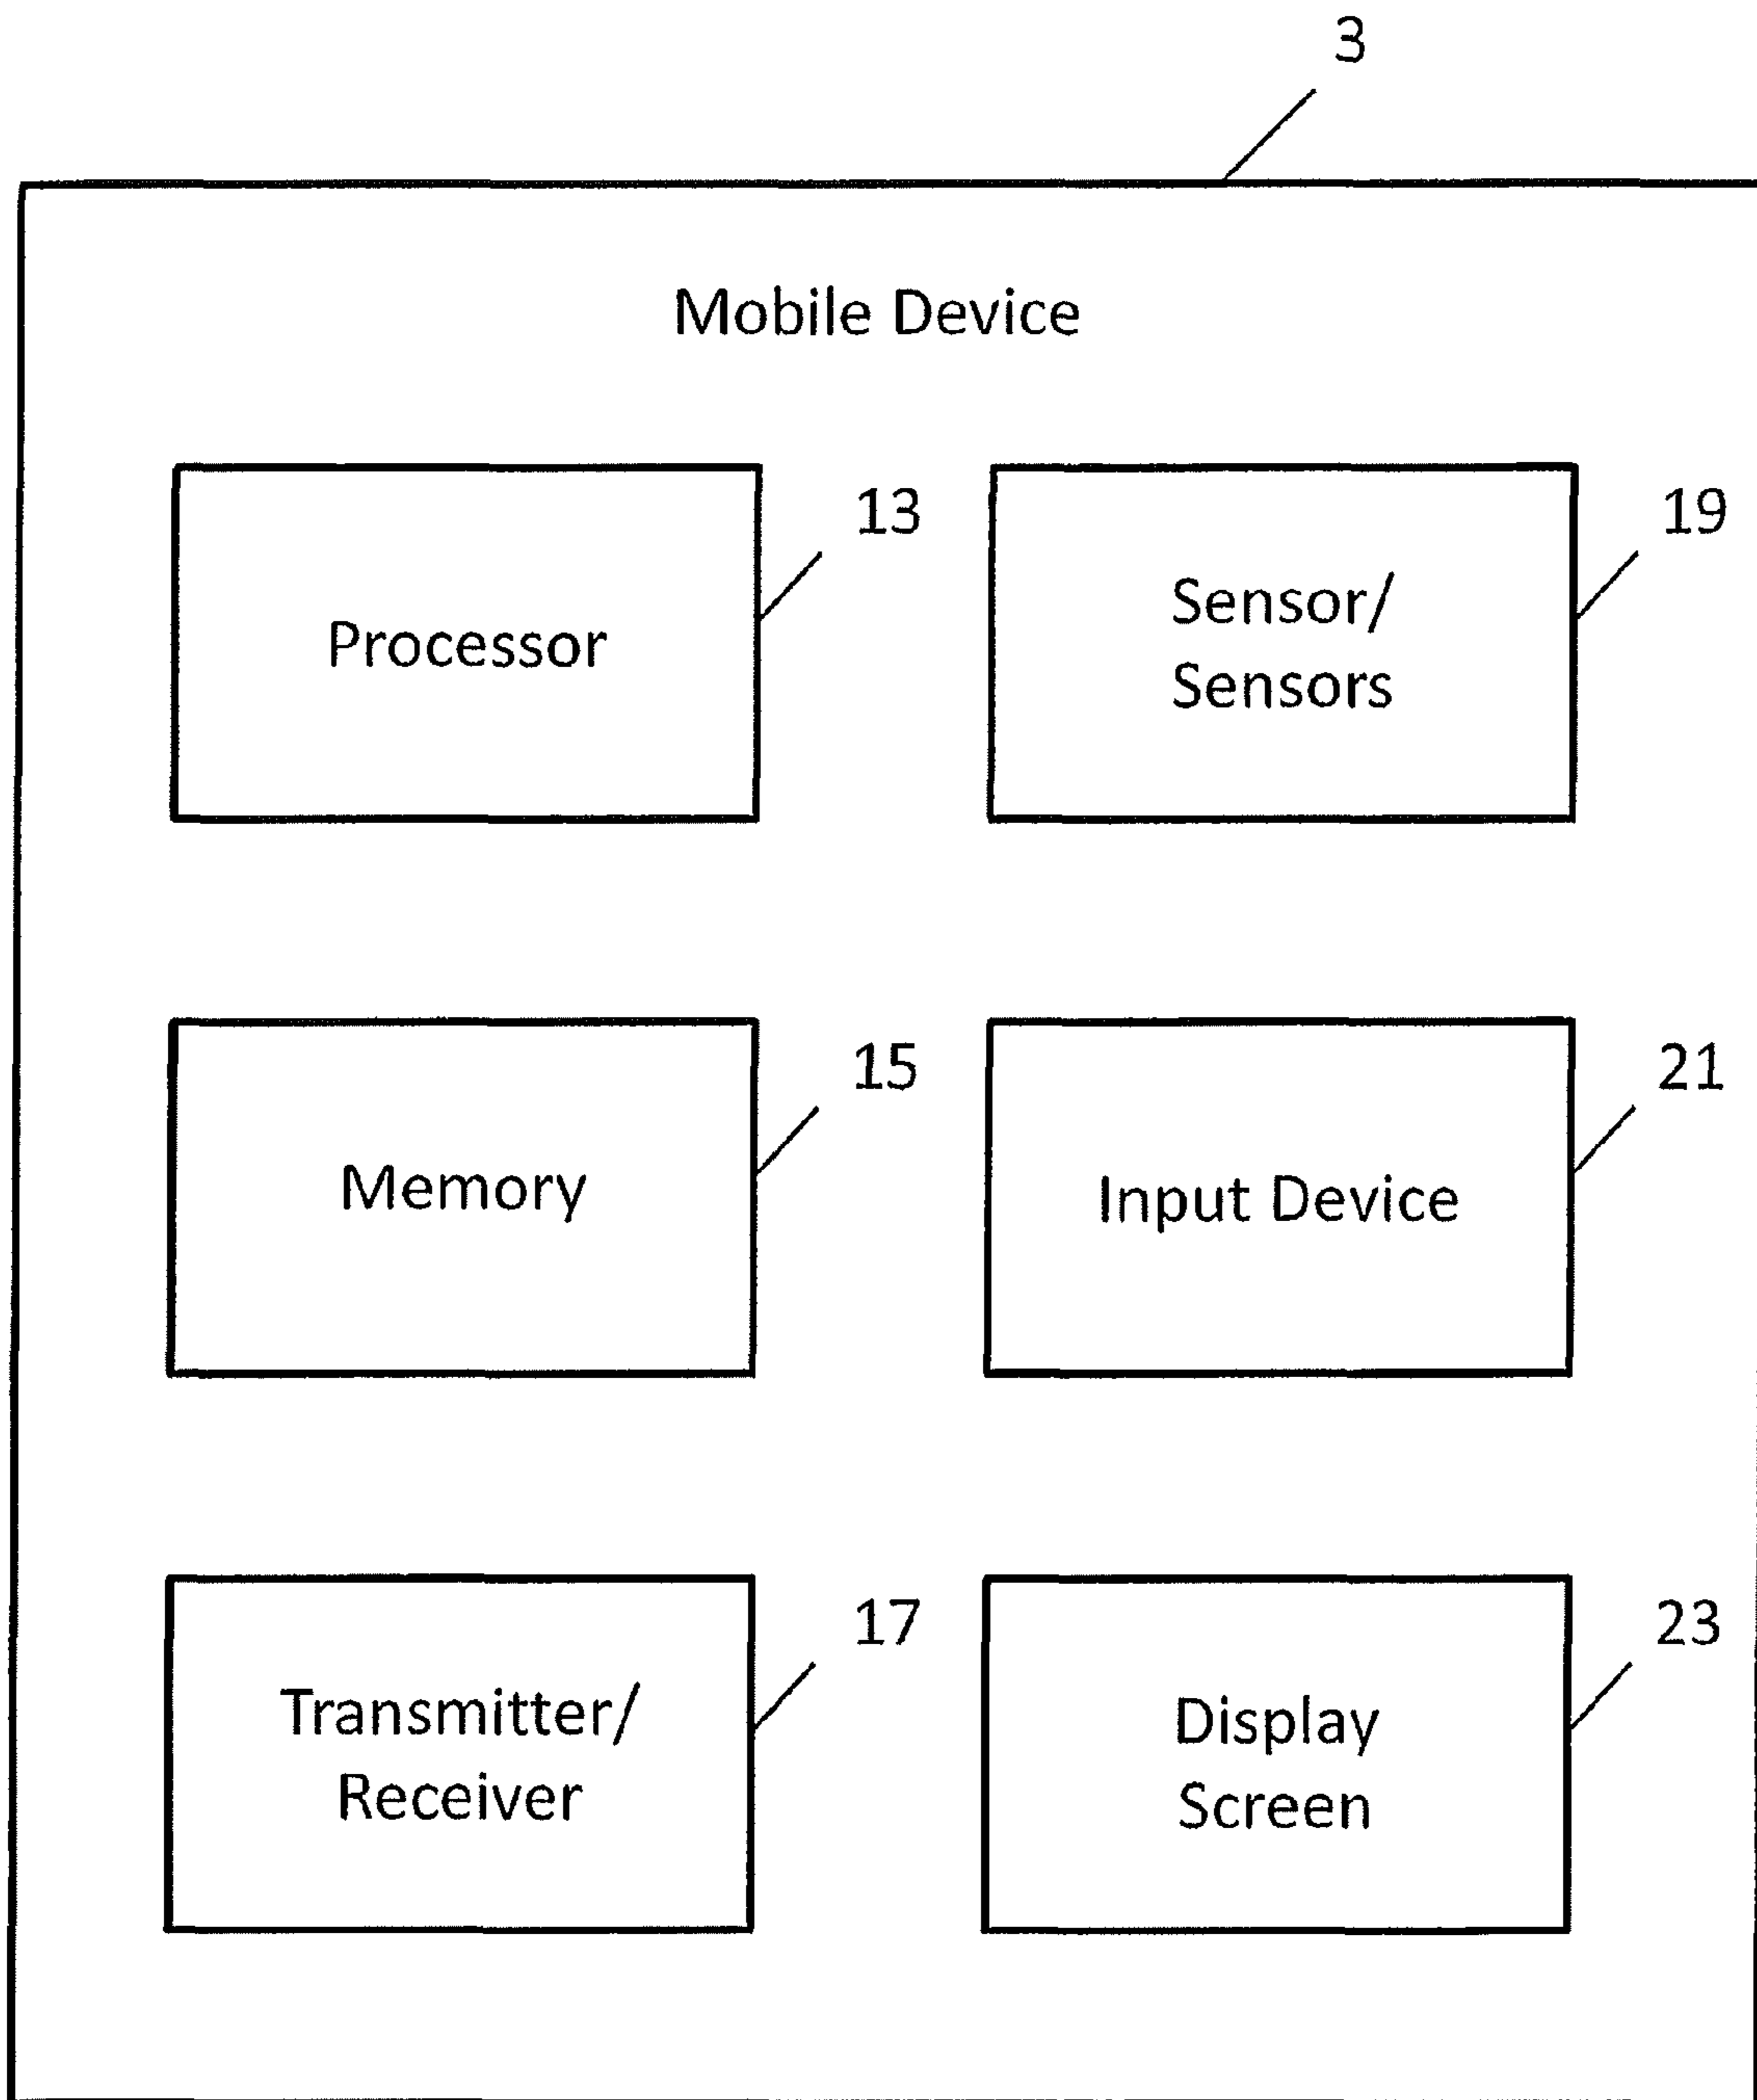 3
Mobile Device
Processor
13
Sensor/
Sensors
19
Memory
15
Input Device
21
Transmitter/
Receiver
17
Display
Screen
23